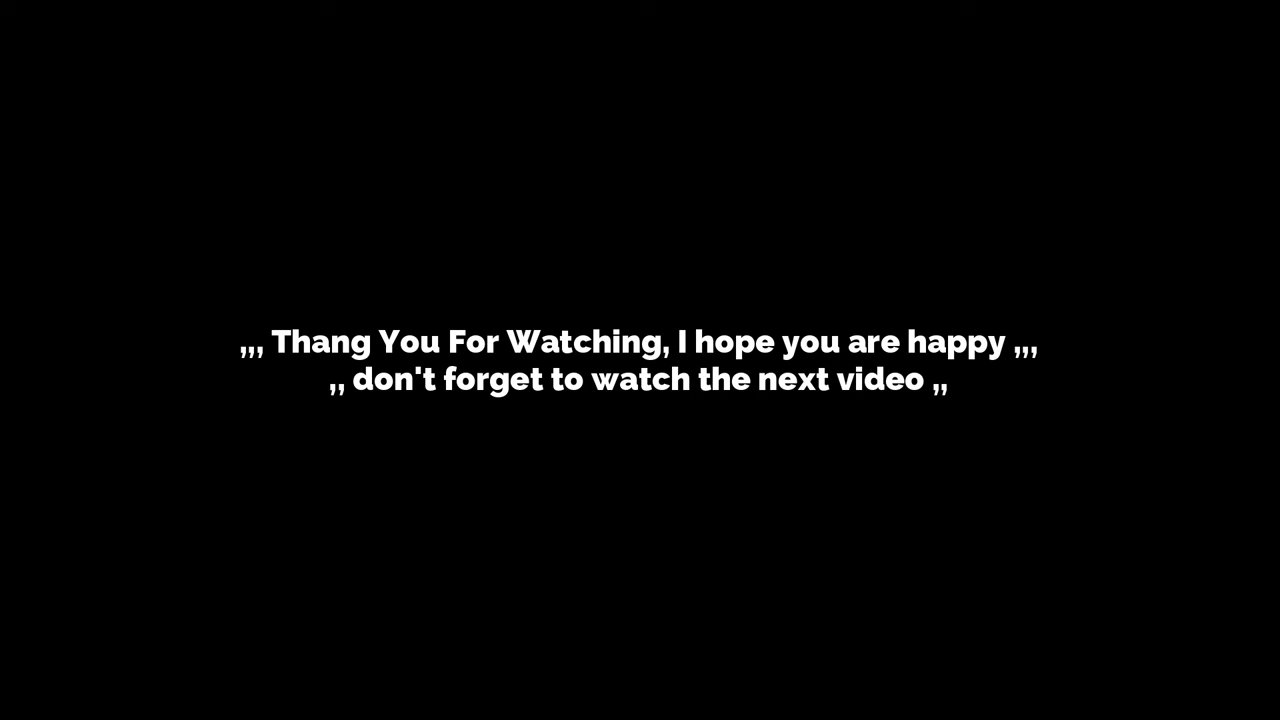 ,,, Thang You For Watching, I hope you are happy ,,,
,, don't forget to watch the next video ,,